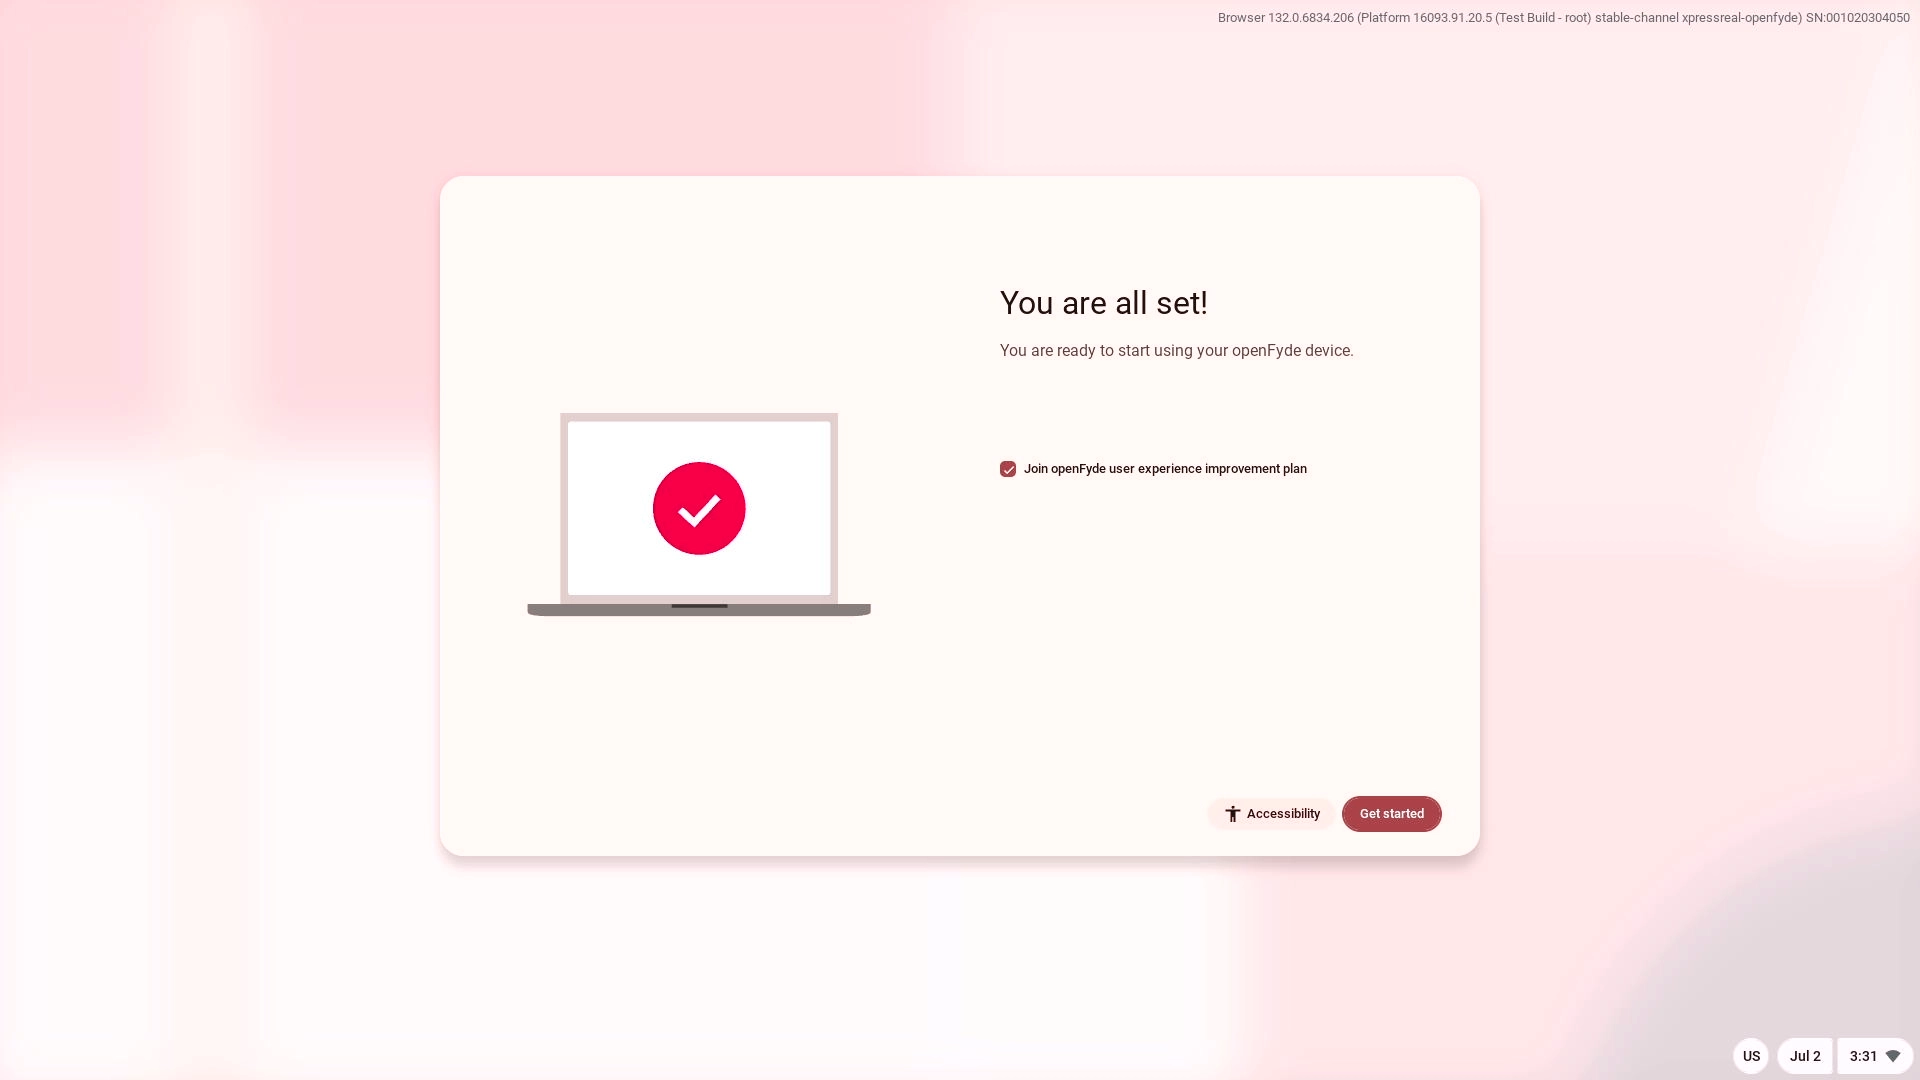 Browser 132.0.6834.206 (Platform 16093.91.20.5 (Test Build - root) stable-channel xpressreal-openfyde) SN:001020304050
You are all set!
You are ready to start using your openFyde device.
Join openFyde user experience improvement plan
Accessibility
Get started
US
Jul 2
3:31